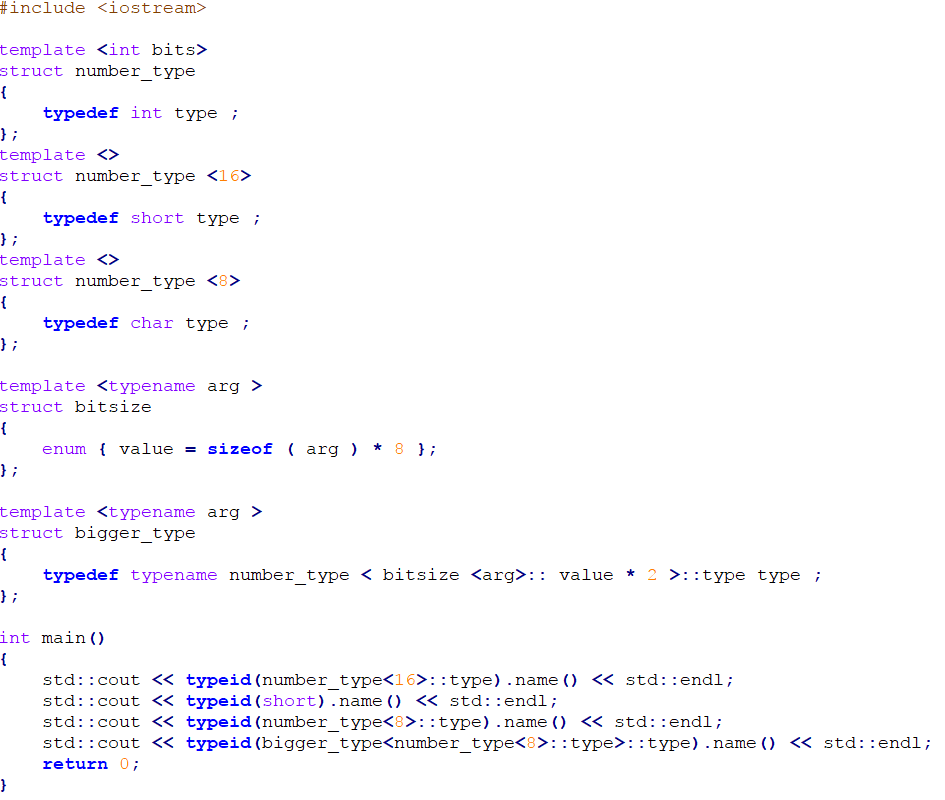 #include <iostream>

template <int bits>
struct number_type
{
    typedef int type ;
};
template <>
struct number_type <16>
{
    typedef short type ;
};
template <>
struct number_type <8>
{
    typedef char type ;
};

template <typename arg >
struct bitsize
{
    enum { value = sizeof ( arg ) * 8 };
};

template <typename arg >
struct bigger_type
{
    typedef typename number_type < bitsize <arg>:: value * 2 >::type type ;
};

int main()
{
    std::cout << typeid(number_type<16>::type).name() << std::endl;
    std::cout << typeid(short).name() << std::endl;
    std::cout << typeid(number_type<8>::type).name() << std::endl;
    std::cout << typeid(bigger_type<number_type<8>::type>::type).name() << std::endl;
    return 0;
}